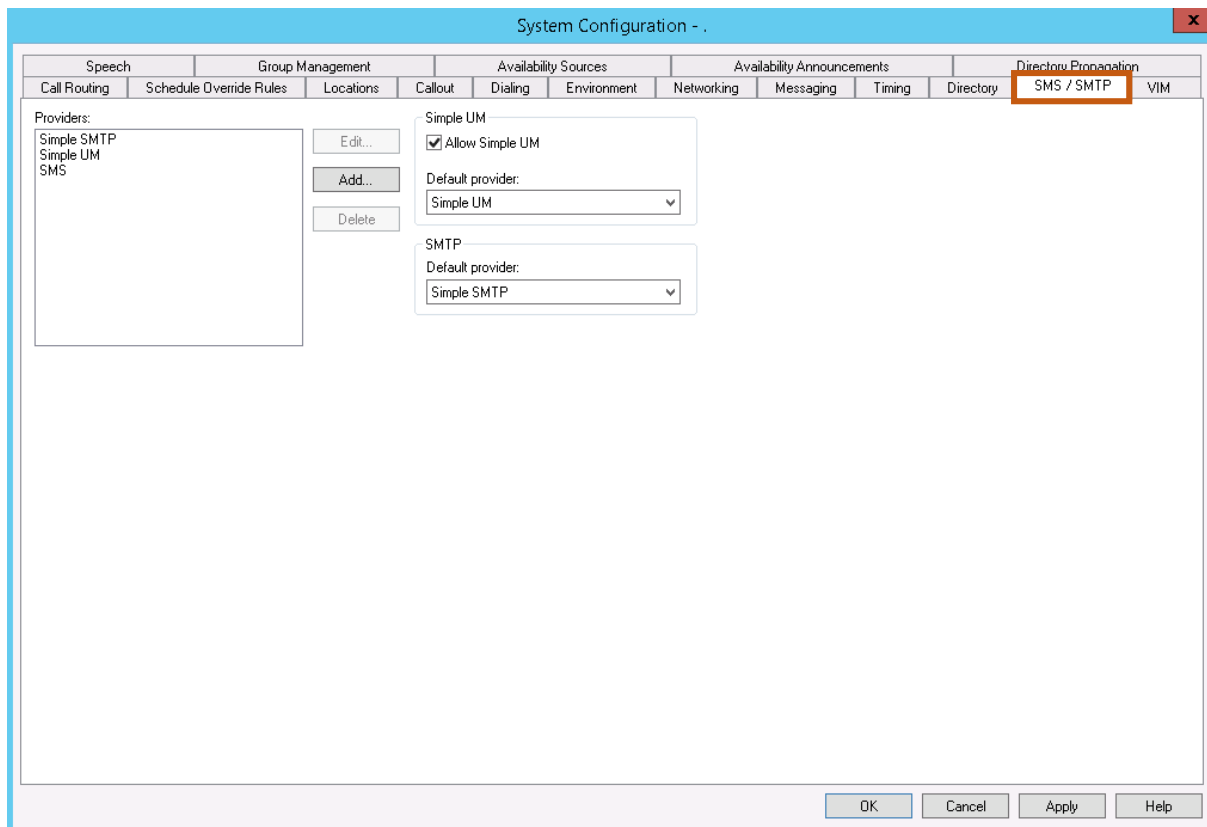 System Configuration - .
x
Speech Group Management Availability Sources Availability Announcements Directory Propagation
Call Routing Schedule Override Rules Locations Callout Dialing Environment Networking Messaging Timing Directory SMS / SMTP VIM
Providers:
Simple SMTP
Simple UM
SMS
Edit...
Add...
Delete
Simple UM
Allow Simple UM
Default provider:
Simple UM
SMTP
Default provider:
Simple SMTP
OK Cancel Apply Help